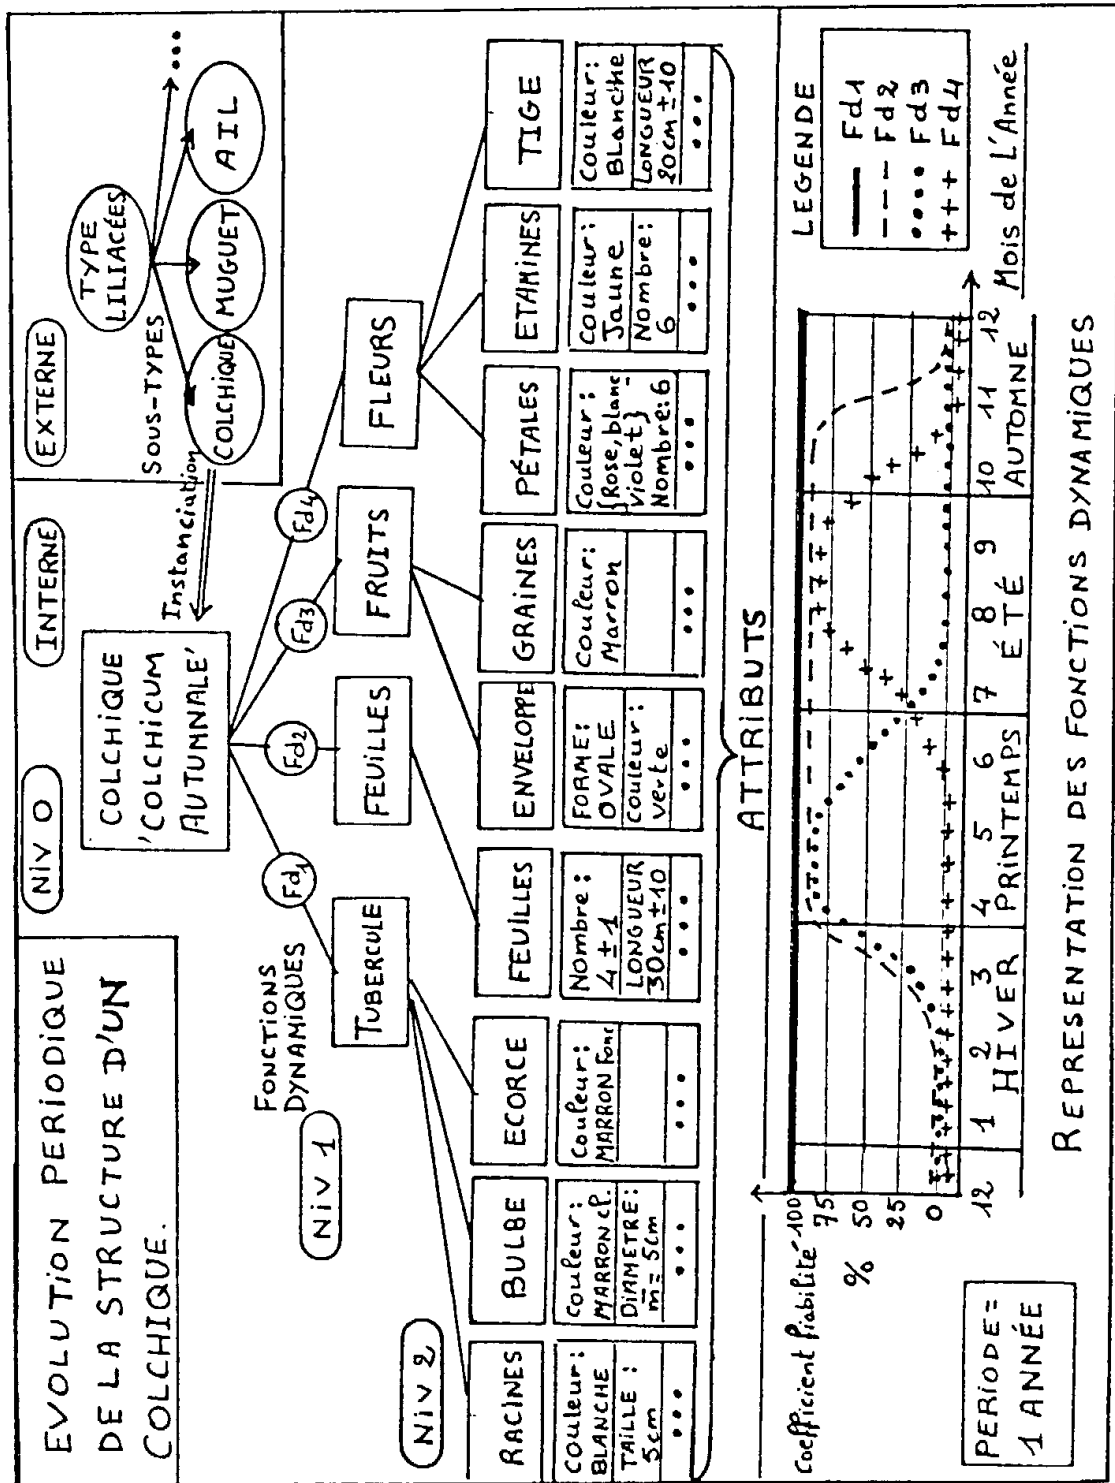 EVOLUTION PERIODIQUE
DE LA STRUCTURE D'UN
COLCHIQUE.
NIV 0
INTERNE
EXTERNE
TYPE
LILIACÉES
SOUS-TYPES
...
COLCHIQUE
MUGUET
AIL
Instanciation
COLCHIQUE
'COLCHICUM
AUTUMNALE'
FONCTIONS
DYNAMIQUES
Fd1
Fd2
Fd3
Fd4
NIV 1
TUBERCULE
FEUILLES
FRUITS
FLEURS
NIV 2
RACINES
Couleur:
BLANCHE
TAILLE :
5cm
...
BULBE
Couleur:
MARRON cl.
DIAMETRE:
m = 5cm
....
ECORCE
Couleur:
MARRON Fonc
....
FEUILLES
Nombre :
4 ± 1
LONGUEUR
30cm ± 10
....
ENVELOPPE
FORME:
OVALE
Couleur :
verte
....
GRAINES
Couleur:
Marron
...
PÉTALES
Couleur :
{Rose, blanc
violet}
Nombre: 6
...
ETAMINES
Couleur:
Jaune
Nombre:
6
....
TIGE
Couleur:
BLANCHE
LONGUEUR
20cm ± 10
....
ATTRIBUTS
Coefficient fiabilité
%
100
75
50
25
0
12 1 2 3 4 5 6 7 8 9 10 11 12
HIVER PRINTEMPS ÉTÉ AUTOMNE
Mois de L'Année
LEGENDE
Fd1
Fd2
Fd3
Fd4
PERIODE =
1 ANNÉE
REPRESENTATION DES FONCTIONS DYNAMIQUES